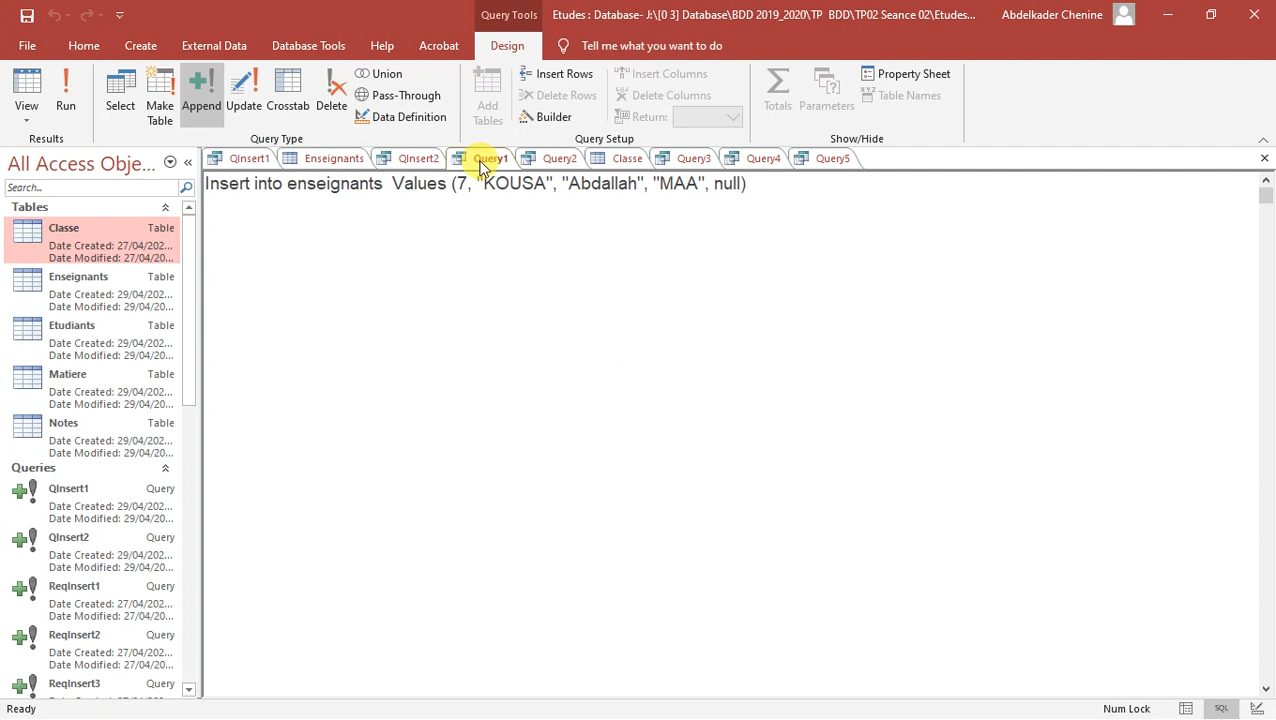 Query Tools
Etudes : Database- J:\[0 3] Database\BDD 2019_2020\TP BDD\TP02 Seance 02\Etudes...
Abdelkader Chenine
File Home Create External Data Database Tools Help Acrobat Design Tell me what you want to do
View Run
Results
Select Make Table Append Update Crosstab Delete
Union
Pass-Through
Data Definition
Query Type
Add Tables
Insert Rows
Delete Rows
Builder
Insert Columns
Delete Columns
Return:
Query Setup
Totals Parameters
Property Sheet
Table Names
Show/Hide
All Access Obje...
Search...
QInsert1 Enseignants QInsert2 Query1 Query2 Classe Query3 Query4 Query5
Insert into enseignants Values (7, "KOUSA", "Abdallah", "MAA", null)
Tables
Classe Table
Date Created: 27/04/202...
Date Modified: 27/04/20...
Enseignants Table
Date Created: 29/04/202...
Date Modified: 29/04/20...
Etudiants Table
Date Created: 29/04/202...
Date Modified: 29/04/20...
Matiere Table
Date Created: 29/04/202...
Date Modified: 29/04/20...
Notes Table
Date Created: 29/04/202...
Date Modified: 29/04/20...
Queries
QInsert1 Query
Date Created: 29/04/202...
Date Modified: 29/04/20...
QInsert2 Query
Date Created: 29/04/202...
Date Modified: 29/04/20...
ReqInsert1 Query
Date Created: 27/04/202...
Date Modified: 27/04/20...
ReqInsert2 Query
Date Created: 27/04/202...
Date Modified: 27/04/20...
ReqInsert3 Query
Ready
Num Lock
SQL